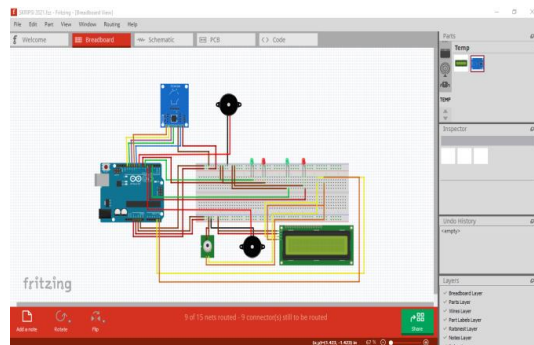 - Fritzing - [Breadboard View]
File Edit Part View Window Routing Help
f Welcome
Breadboard
Schematic
PCB
Code
Parts
Temp
TEMP
Inspector
Undo History
<empty>
Layers
Breadboard Layer
Parts Layer
Wires Layer
Part Labels Layer
Ratsnest Layer
Notes Layer
fritzing
Add a note
Rotate
Flip
9 of 15 nets routed - 9 connector(s) still to be routed
Share
67 %